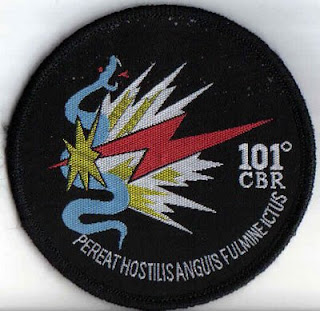 101°
CBR
PEREAT HOSTILIS ANGUIS FULMINE ICTUS